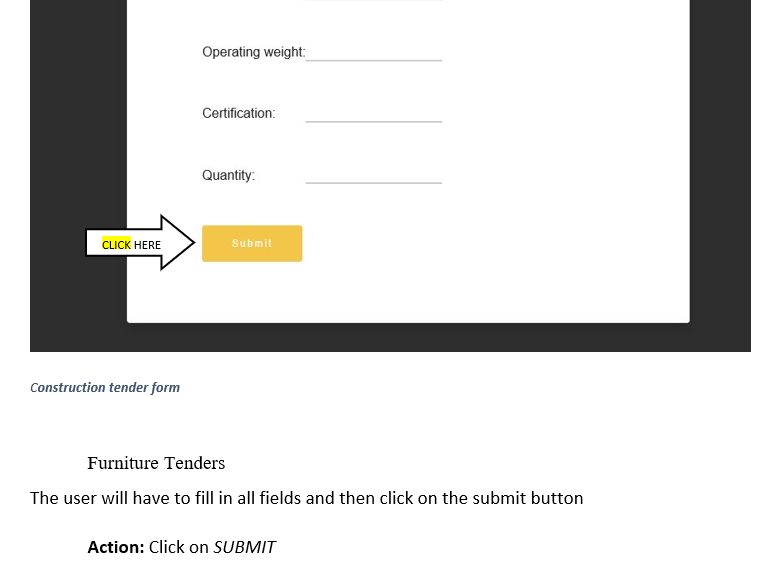 Operating weight:
Certification:
Quantity:
CLICK HERE
Submit
Construction tender form
Furniture Tenders
The user will have to fill in all fields and then click on the submit button
Action: Click on SUBMIT